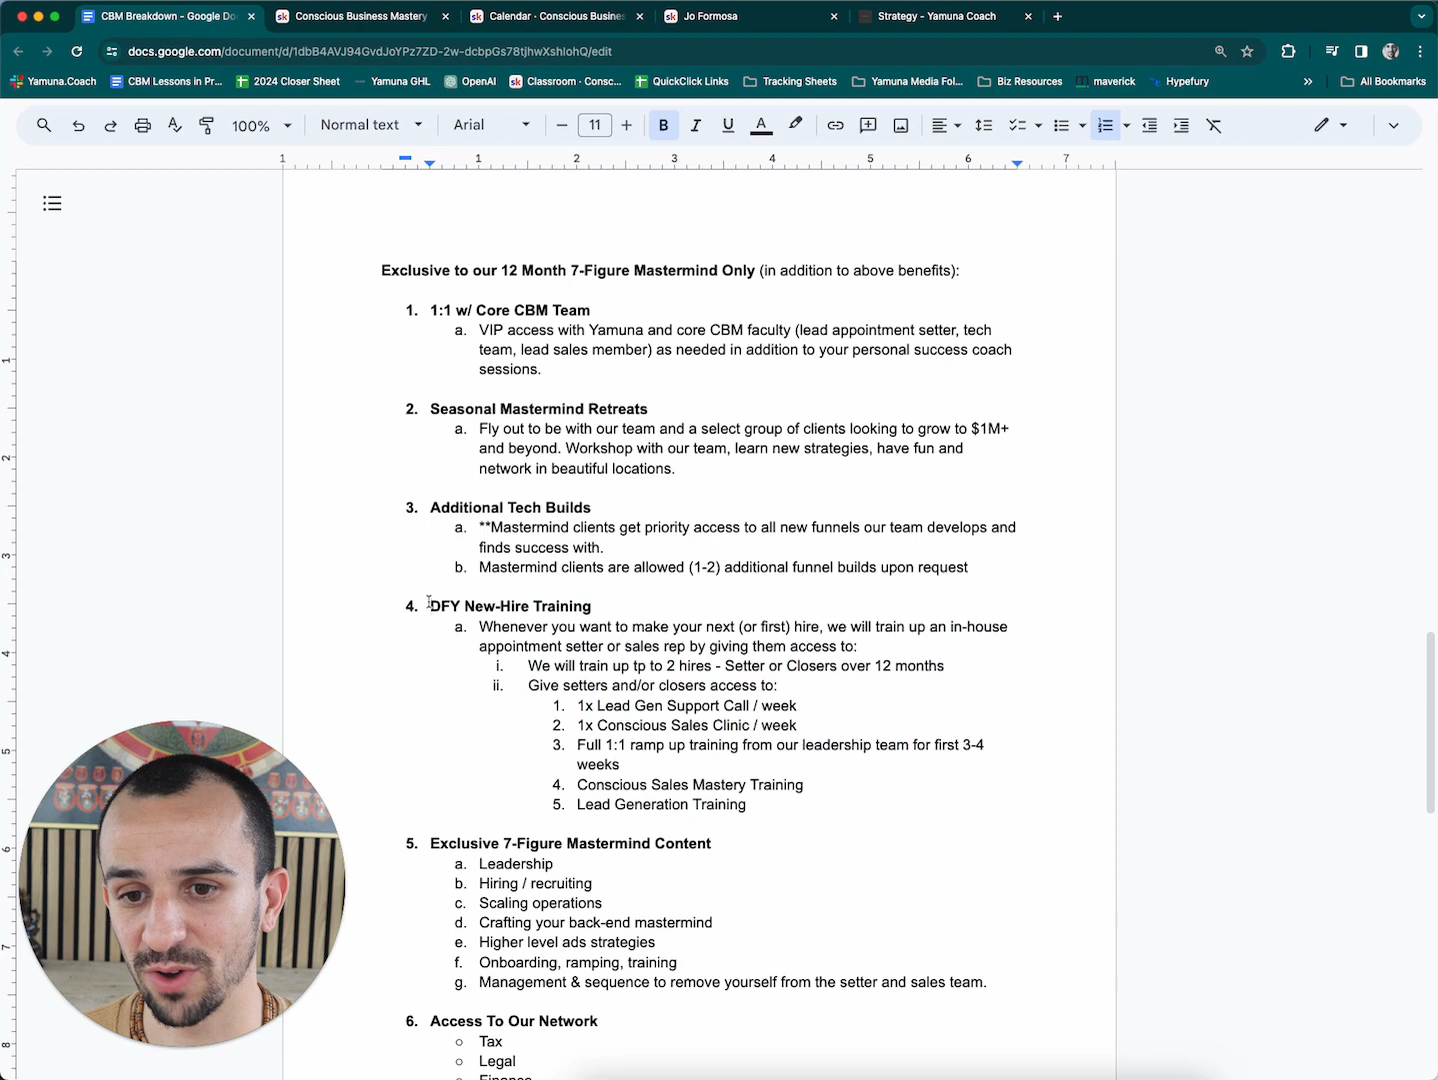 CBM Breakdown - Google Do
Conscious Business Mastery
Calendar · Conscious Busines
Jo Formosa
Strategy - Yamuna Coach
docs.google.com/document/d/1dbB4AVJ94GvdJoYPz7ZD-2w-dcbpGs78tjhwXshIohQ/edit
Yamuna.Coach
CBM Lessons in Pr...
2024 Closer Sheet
Yamuna GHL
OpenAI
Classroom · Consc...
QuickClick Links
Tracking Sheets
Yamuna Media Fol...
Biz Resources
maverick
Hypefury
All Bookmarks
100%
Normal text
Arial
11
1 1 2 3 4 5 6 7
Exclusive to our 12 Month 7-Figure Mastermind Only (in addition to above benefits):
1. 1:1 w/ Core CBM Team
a. VIP access with Yamuna and core CBM faculty (lead appointment setter, tech
team, lead sales member) as needed in addition to your personal success coach
sessions.
2. Seasonal Mastermind Retreats
a. Fly out to be with our team and a select group of clients looking to grow to $1M+
and beyond. Workshop with our team, learn new strategies, have fun and
network in beautiful locations.
3. Additional Tech Builds
a. **Mastermind clients get priority access to all new funnels our team develops and
finds success with.
b. Mastermind clients are allowed (1-2) additional funnel builds upon request
4. DFY New-Hire Training
a. Whenever you want to make your next (or first) hire, we will train up an in-house
appointment setter or sales rep by giving them access to:
i. We will train up tp to 2 hires - Setter or Closers over 12 months
ii. Give setters and/or closers access to:
1. 1x Lead Gen Support Call / week
2. 1x Conscious Sales Clinic / week
3. Full 1:1 ramp up training from our leadership team for first 3-4
weeks
4. Conscious Sales Mastery Training
5. Lead Generation Training
5. Exclusive 7-Figure Mastermind Content
a. Leadership
b. Hiring / recruiting
c. Scaling operations
d. Crafting your back-end mastermind
e. Higher level ads strategies
f. Onboarding, ramping, training
g. Management & sequence to remove yourself from the setter and sales team.
6. Access To Our Network
Tax
Legal
Finance